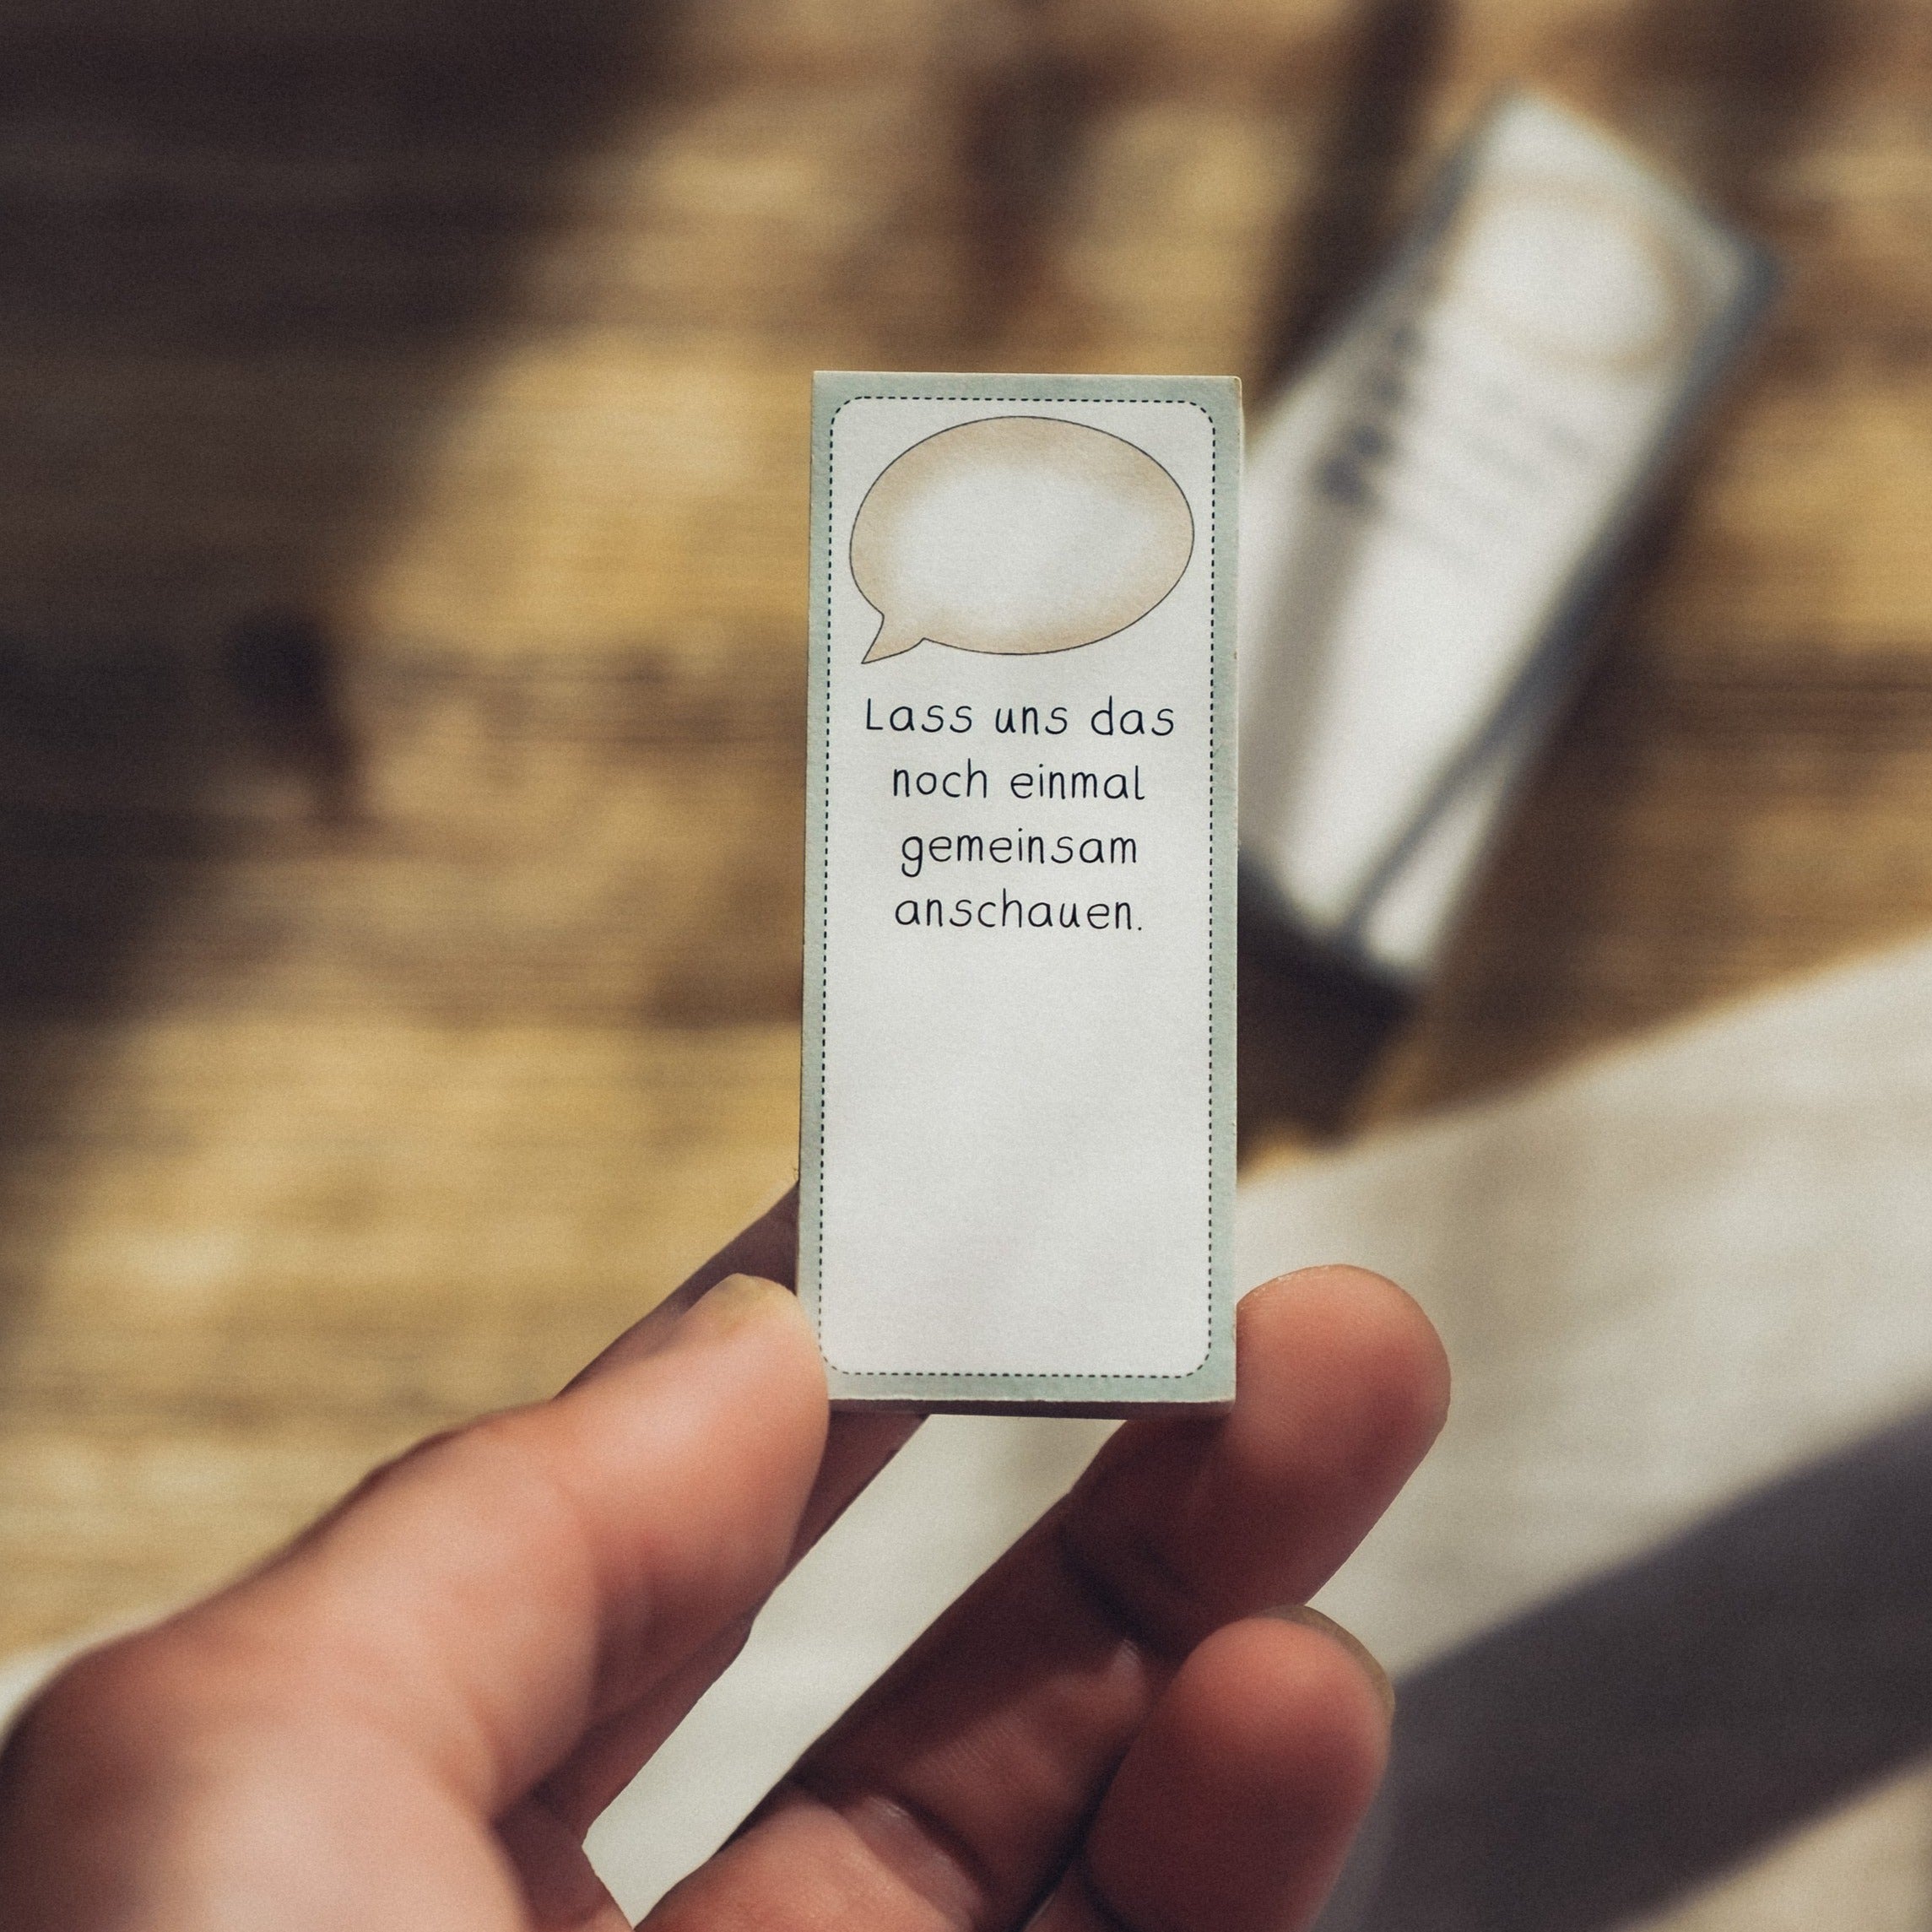 Lass uns das
noch einmal
gemeinsam
anschauen.